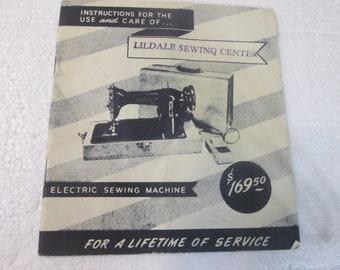 INSTRUCTIONS FOR THE
USE and CARE OF...
LILDALE SEWING CENTER
ELECTRIC SEWING MACHINE
$169.50
FOR A LIFETIME OF SERVICE